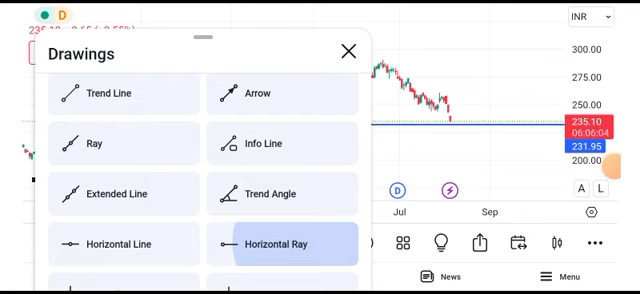 D
INR
Drawings
300.00
Trend Line
Arrow
275.00
250.00
235.10
06:06:04
231.95
Ray
Info Line
200.00
Extended Line
Trend Angle
D
A L
Jul
Sep
Horizontal Line
Horizontal Ray
News
Menu